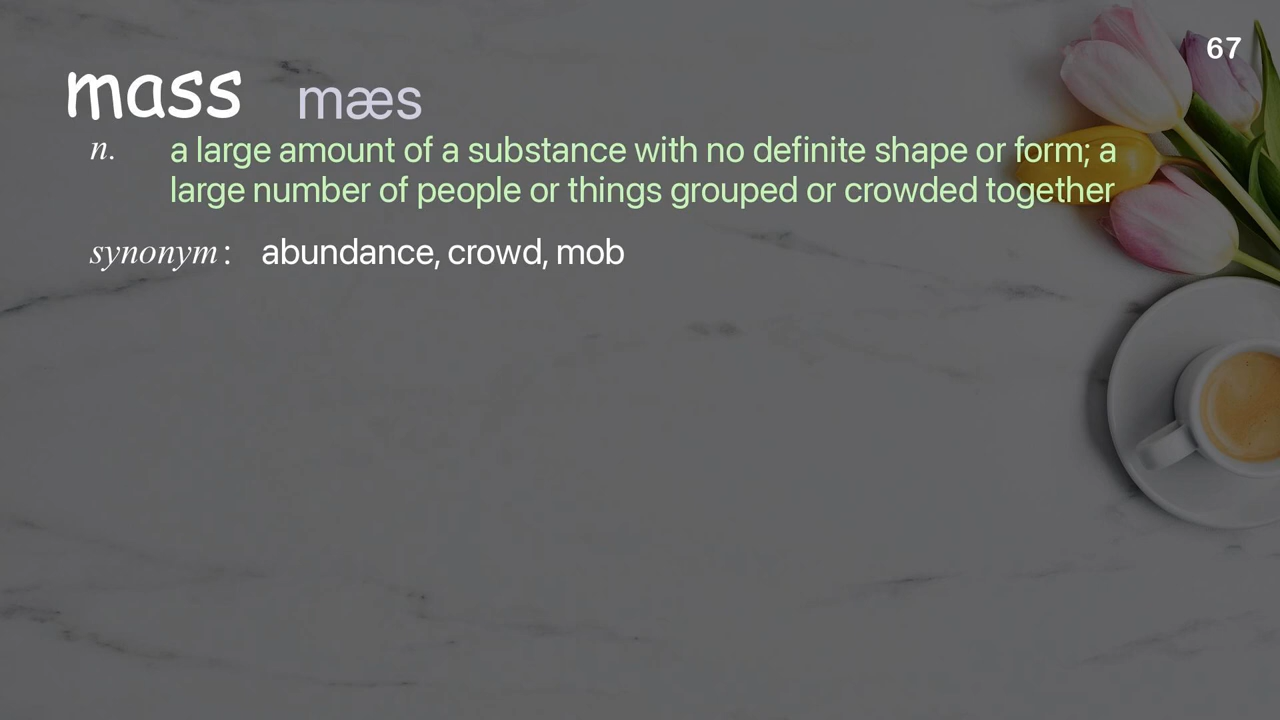 67
mass mæs
n. a large amount of a substance with no definite shape or form; a
large number of people or things grouped or crowded together
synonym : abundance, crowd, mob